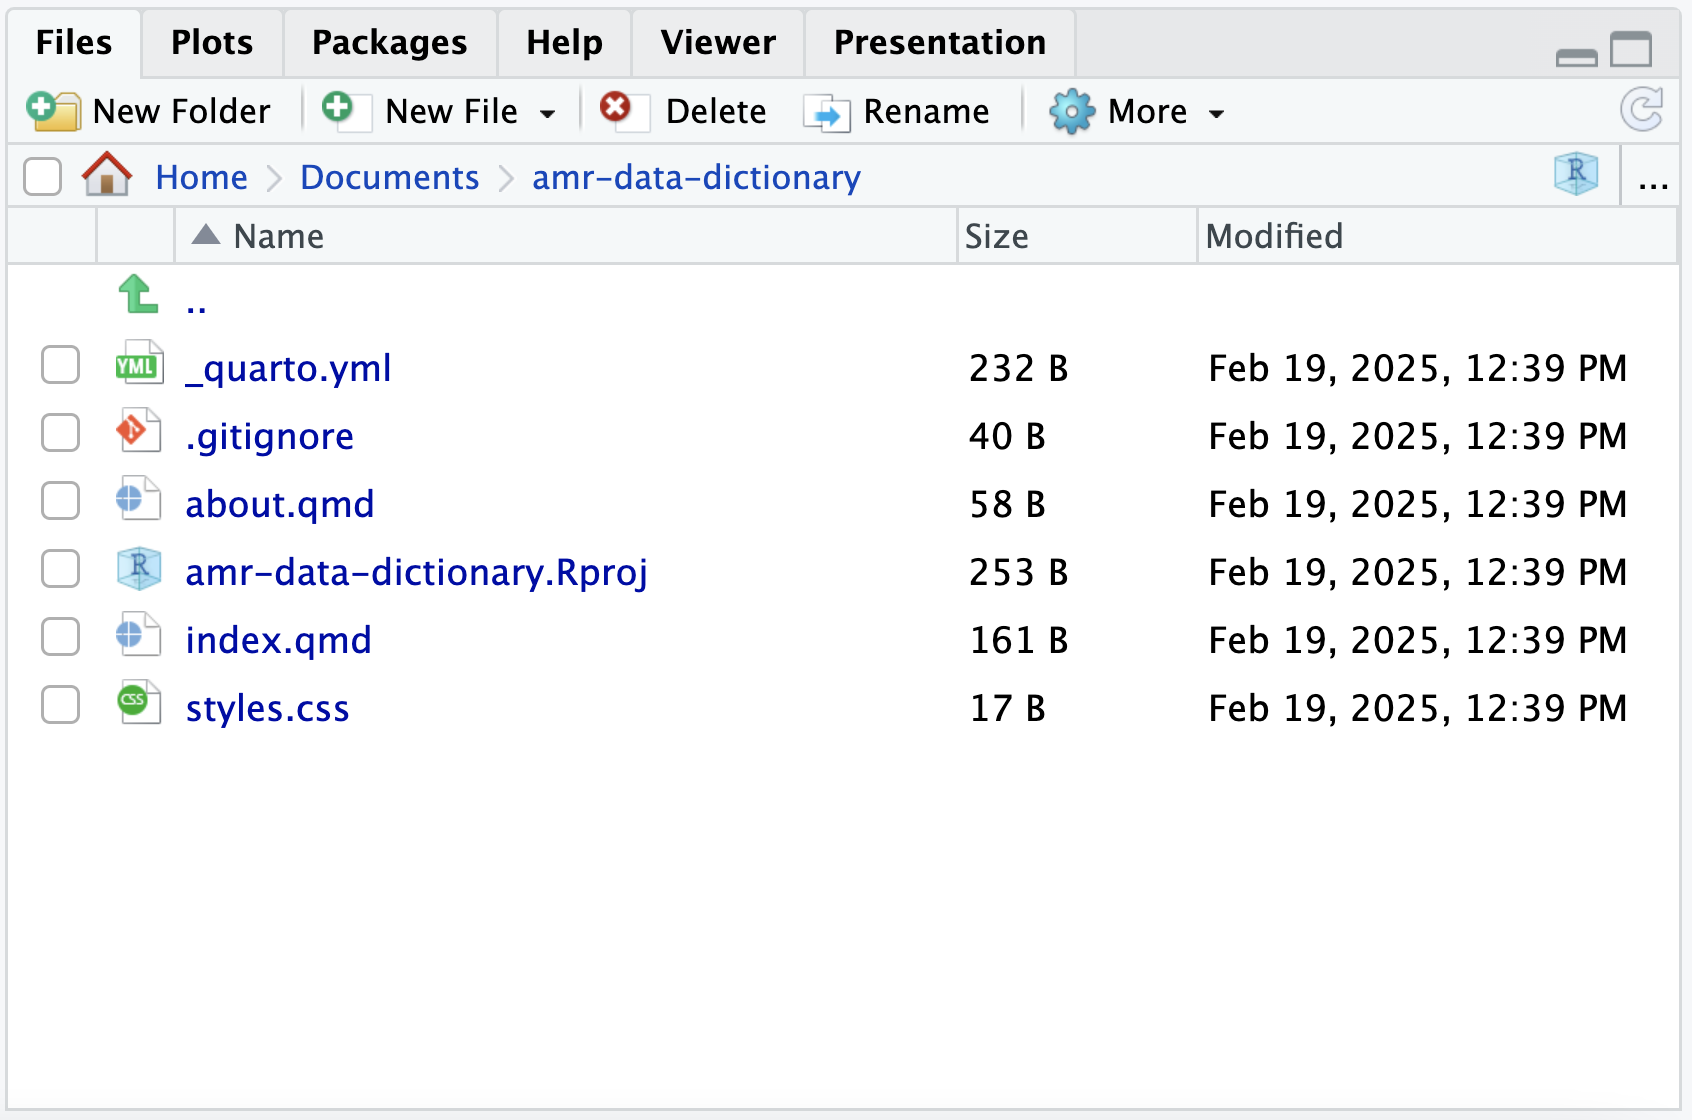 Files Plots Packages Help Viewer Presentation
New Folder New File Delete Rename More
Home Documents amr-data-dictionary R ...
Name Size Modified
..
YML _quarto.yml 232 B Feb 19, 2025, 12:39 PM
.gitignore 40 B Feb 19, 2025, 12:39 PM
about.qmd 58 B Feb 19, 2025, 12:39 PM
R amr-data-dictionary.Rproj 253 B Feb 19, 2025, 12:39 PM
index.qmd 161 B Feb 19, 2025, 12:39 PM
CSS styles.css 17 B Feb 19, 2025, 12:39 PM